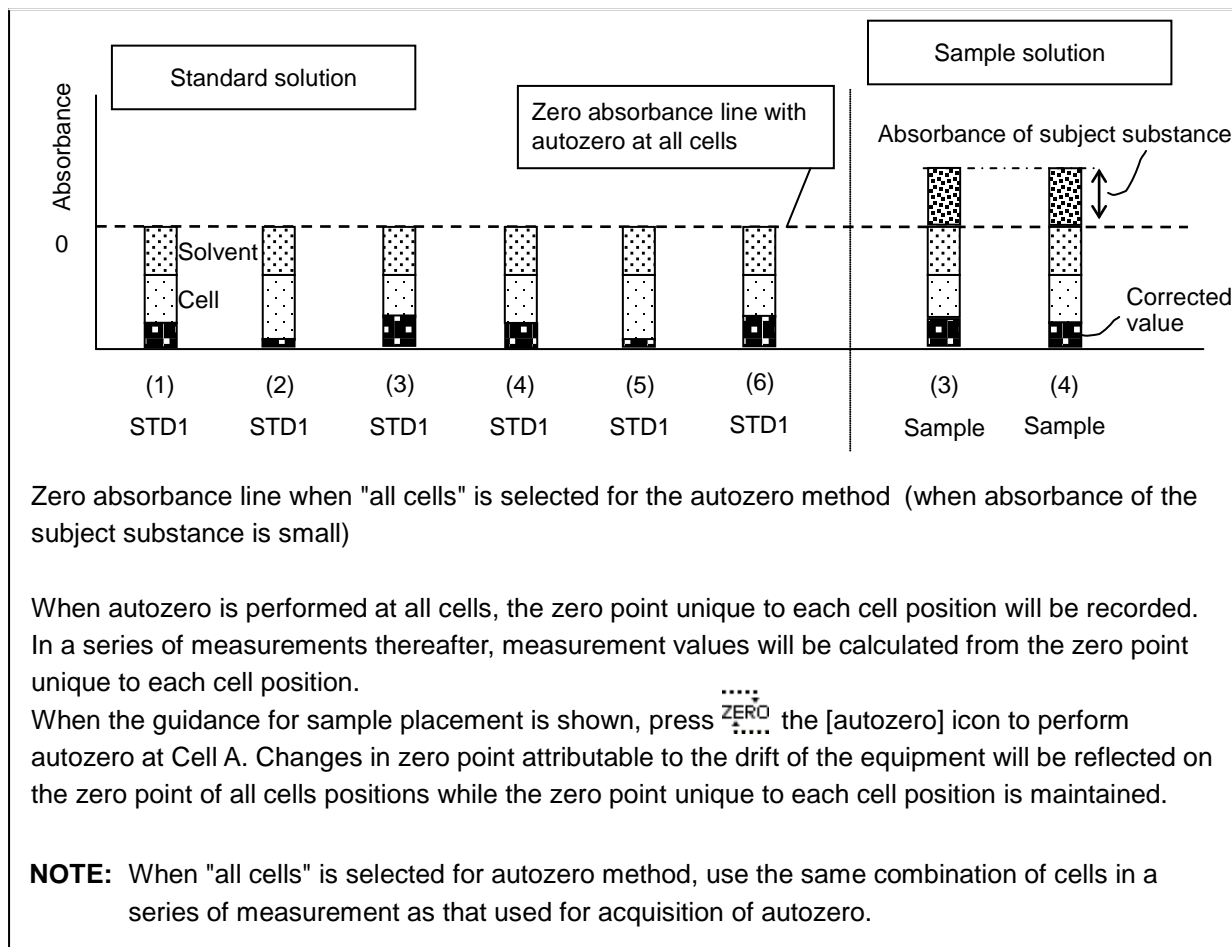 Standard solution
Sample solution
Absorbance
Zero absorbance line with
autozero at all cells
Absorbance of subject substance
0
Solvent
Cell
Corrected
value
(1) (2) (3) (4) (5) (6) (3) (4)
STD1 STD1 STD1 STD1 STD1 STD1 Sample Sample
Zero absorbance line when "all cells" is selected for the autozero method (when absorbance of the
subject substance is small)
When autozero is performed at all cells, the zero point unique to each cell position will be recorded.
In a series of measurements thereafter, measurement values will be calculated from the zero point
unique to each cell position.
When the guidance for sample placement is shown, press ZERO the [autozero] icon to perform
autozero at Cell A. Changes in zero point attributable to the drift of the equipment will be reflected on
the zero point of all cells positions while the zero point unique to each cell position is maintained.
NOTE: When "all cells" is selected for autozero method, use the same combination of cells in a
series of measurement as that used for acquisition of autozero.